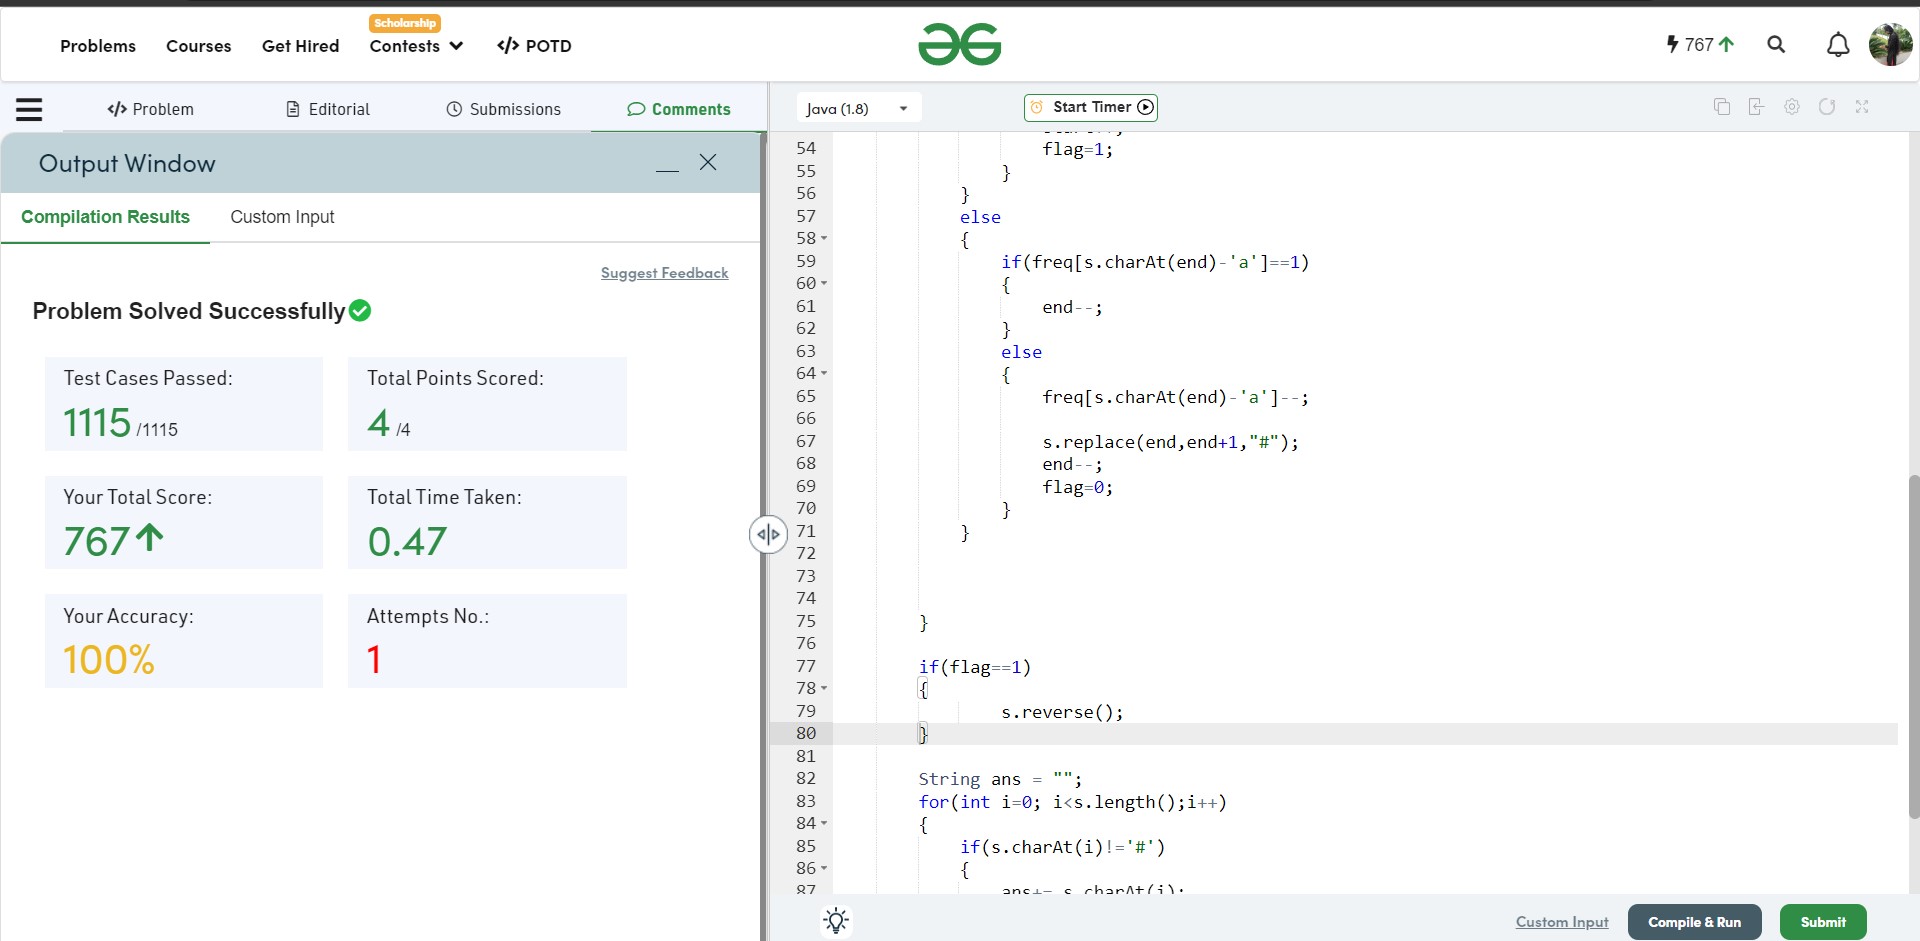 Problems Courses Get Hired Scholarship Contests </> POTD 767
</> Problem Editorial Submissions Comments
Output Window
Compilation Results Custom Input
Suggest Feedback
Problem Solved Successfully
Test Cases Passed:
1115 /1115
Total Points Scored:
4 /4
Your Total Score:
767
Total Time Taken:
0.47
Your Accuracy:
100%
Attempts No.:
1
Java (1.8) Start Timer
54 flag=1;
55 }
56 }
57 else
58 {
59 if(freq[s.charAt(end)-'a']==1)
60 {
61 end--;
62 }
63 else
64 {
65 freq[s.charAt(end)-'a']--;
66
67 s.replace(end,end+1,"#");
68 end--;
69 flag=0;
70 }
71 }
72
73
74
75 }
76
77 if(flag==1)
78 {
79 s.reverse();
80 }
81
82 String ans = "";
83 for(int i=0; i<s.length();i++)
84 {
85 if(s.charAt(i)!='#')
86 {
87 ans+= s.charAt(i);
Custom Input Compile & Run Submit